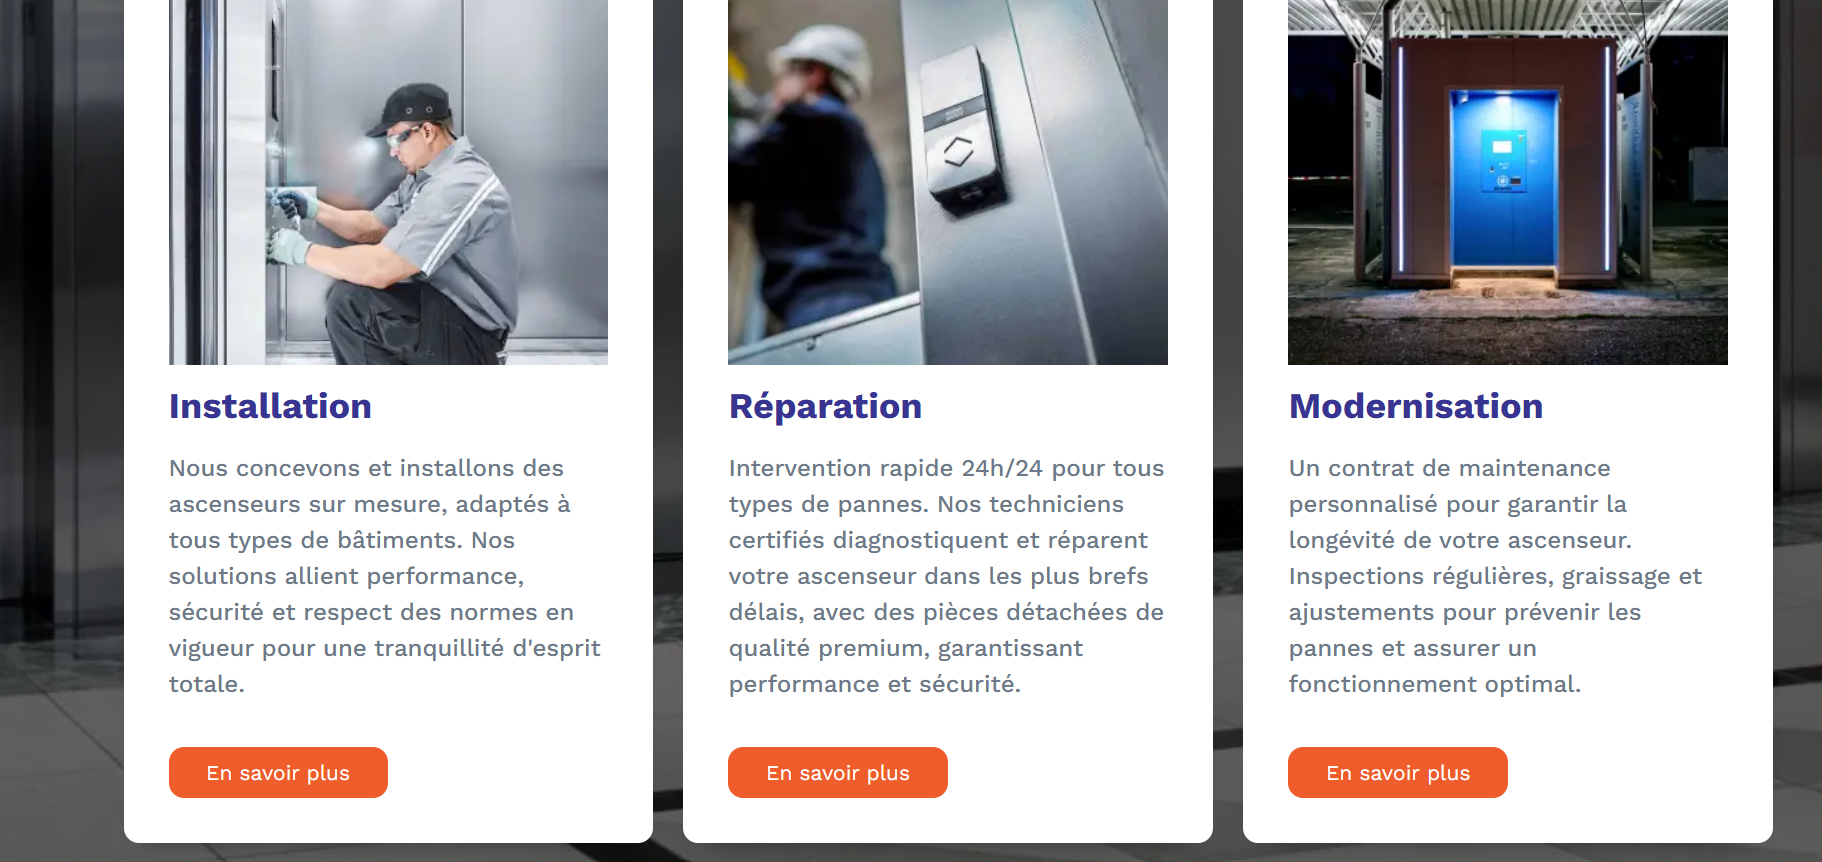 Installation
Nous concevons et installons des
ascenseurs sur mesure, adaptés à
tous types de bâtiments. Nos
solutions allient performance,
sécurité et respect des normes en
vigueur pour une tranquillité d'esprit
totale.
En savoir plus
Réparation
Intervention rapide 24h/24 pour tous
types de pannes. Nos techniciens
certifiés diagnostiquent et réparent
votre ascenseur dans les plus brefs
délais, avec des pièces détachées de
qualité premium, garantissant
performance et sécurité.
En savoir plus
Modernisation
Un contrat de maintenance
personnalisé pour garantir la
longévité de votre ascenseur.
Inspections régulières, graissage et
ajustements pour prévenir les
pannes et assurer un
fonctionnement optimal.
En savoir plus